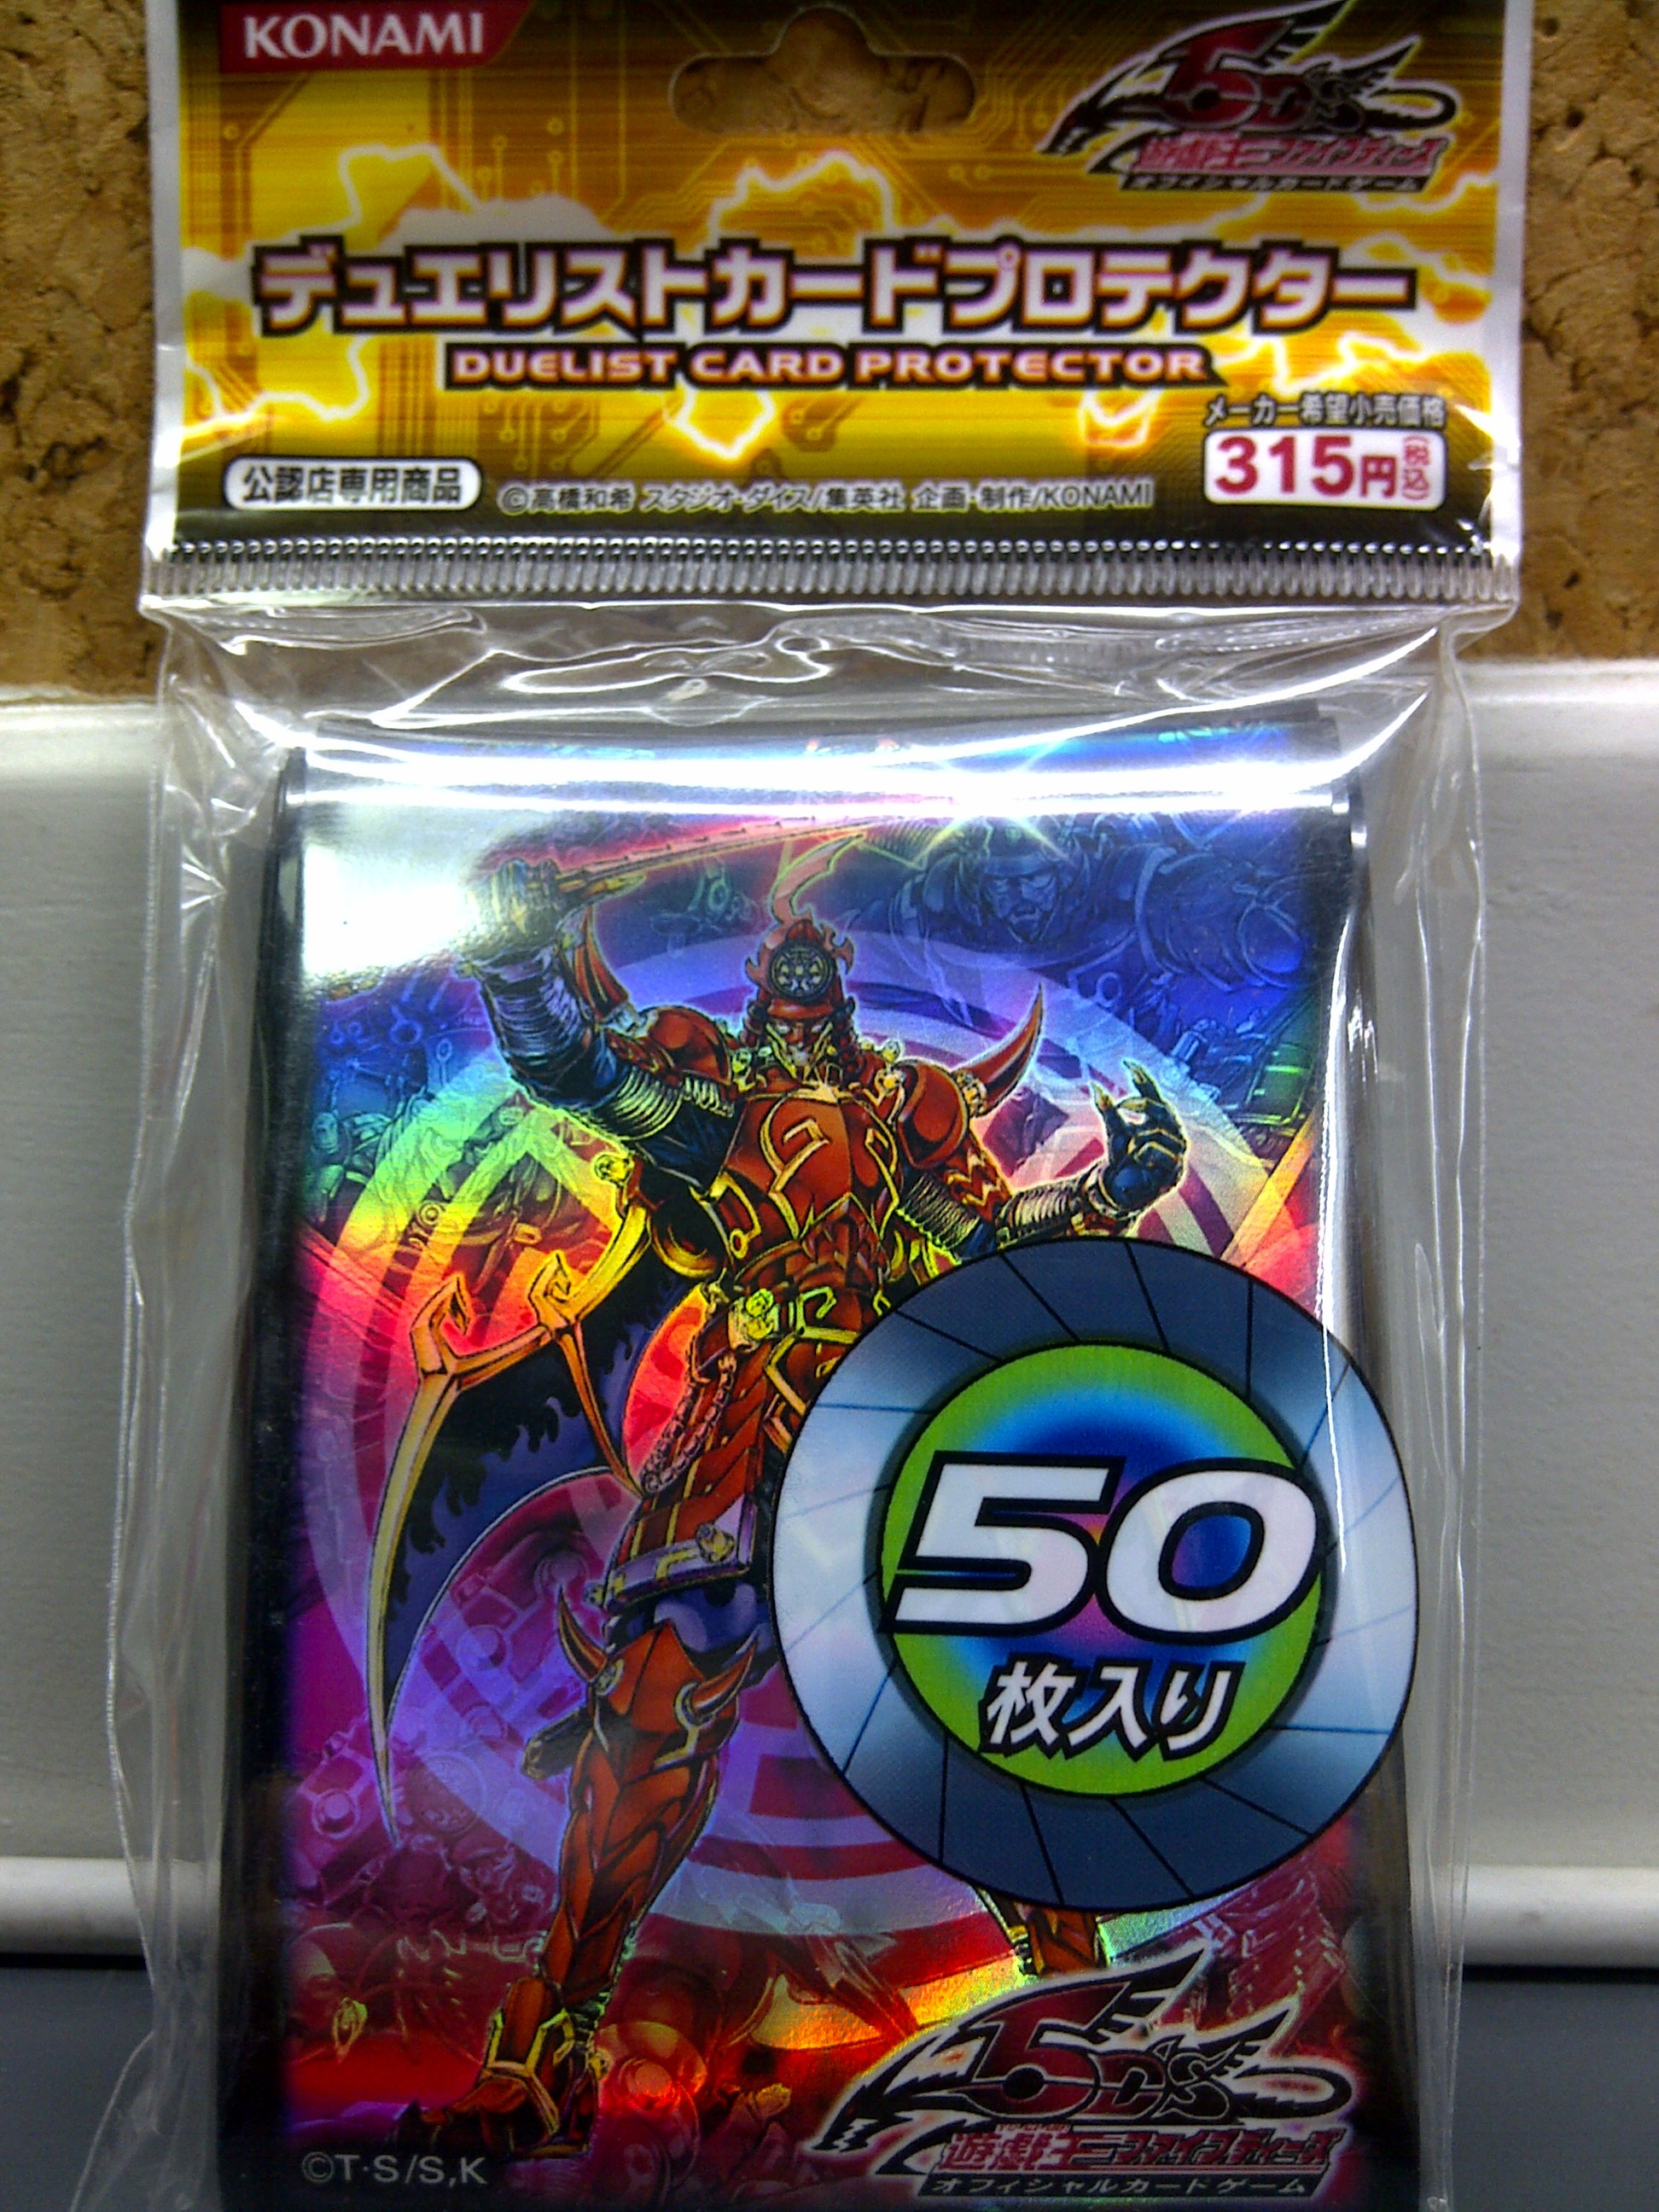 KONAMI
5D's
遊戯王ファイブディーズ
オフィシャルカードゲーム
デュエリストカードプロテクター
DUELIST CARD PROTECTOR
メーカー希望小売価格
315円(税込)
公認店専用商品
©高橋和希 スタジオ・ダイス/集英社 企画・制作/KONAMI
50
枚入り
5D's
YU-GI-OH!
遊戯王ファイブディーズ
オフィシャルカードゲーム
©T・S/S,K